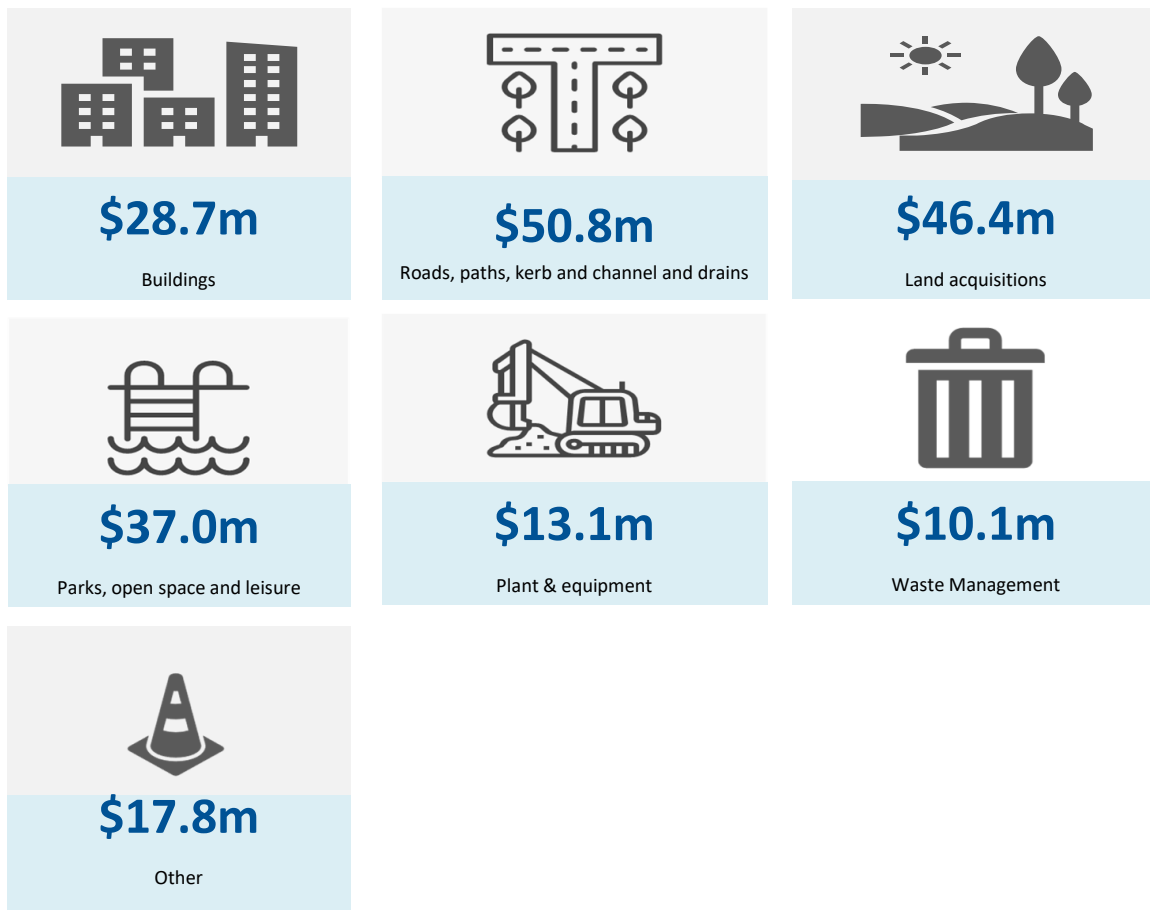 $28.7m
Buildings
$50.8m
Roads, paths, kerb and channel and drains
$46.4m
Land acquisitions
$37.0m
Parks, open space and leisure
$13.1m
Plant & equipment
$10.1m
Waste Management
$17.8m
Other